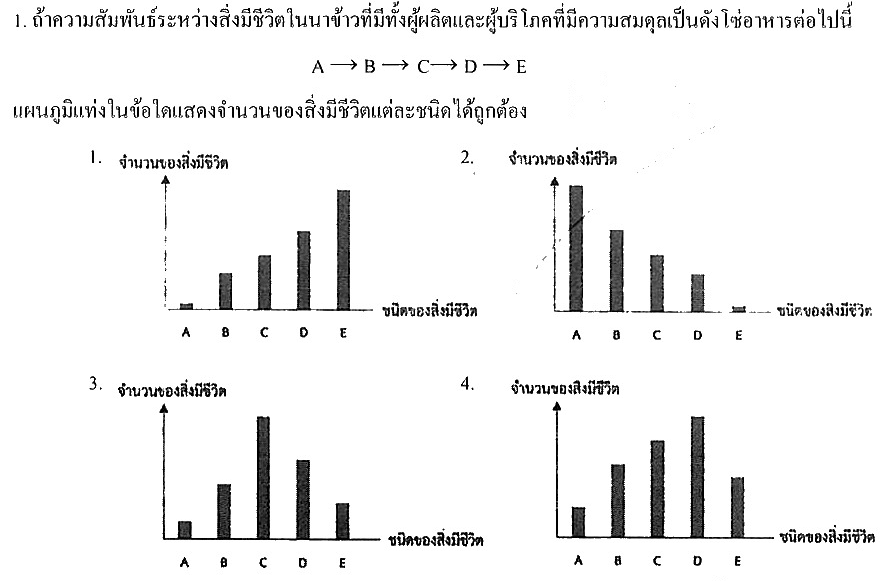 1. ถ้าความสัมพันธ์ระหว่างสิ่งมีชีวิตในนาข้าวที่มีทั้งผู้ผลิตและผู้บริโภคที่มีความสมดุลเป็นดังโซ่อาหารต่อไปนี้
A → B → C → D → E
แผนภูมิแท่งในข้อใดแสดงจำนวนของสิ่งมีชีวิตแต่ละชนิดได้ถูกต้อง
1. จำนวนของสิ่งมีชีวิต
ชนิดของสิ่งมีชีวิต
A B C D E
2. จำนวนของสิ่งมีชีวิต
ชนิดของสิ่งมีชีวิต
A B C D E
3. จำนวนของสิ่งมีชีวิต
ชนิดของสิ่งมีชีวิต
A B C D E
4. จำนวนของสิ่งมีชีวิต
ชนิดของสิ่งมีชีวิต
A B C D E